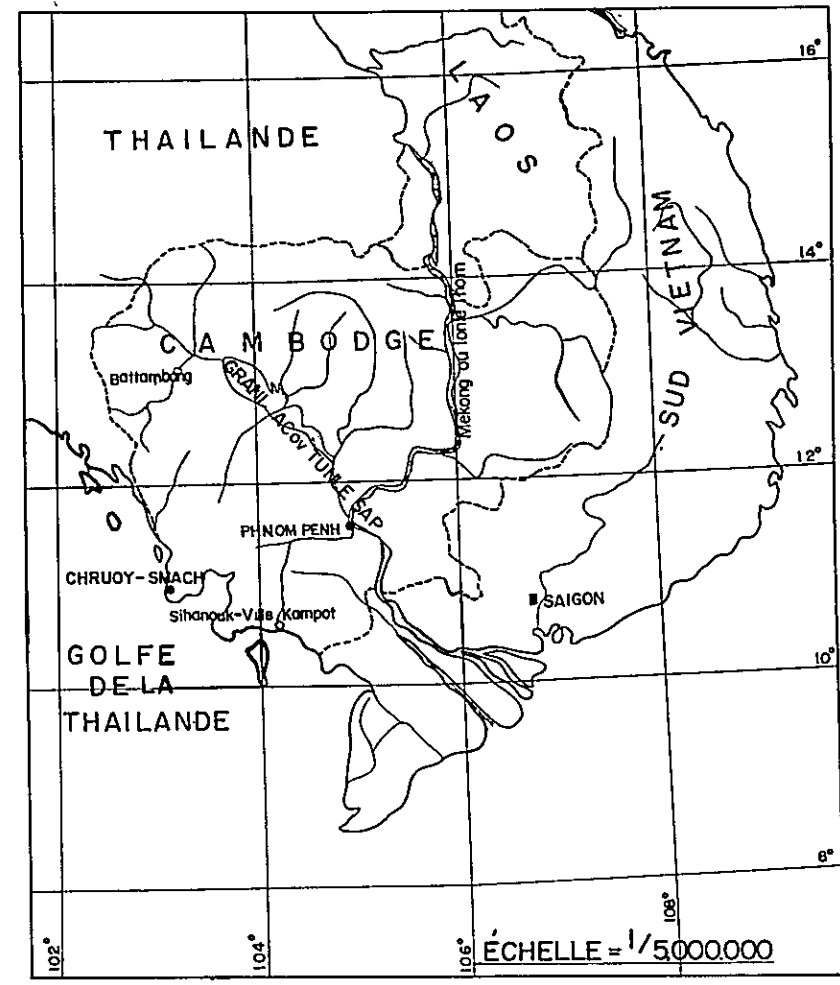 16°
LAOS
THAILANDE
SUD VIETNAM
14°
Mekong ou Tonle Thom
CAMBODGE
Battambang
GRAND LAC ou TUNLE SAP
12°
PHNOM PENH
CHRUOY-SMACH
SAIGON
Sihanouk-Ville Kampot
GOLFE
DE LA
THAILANDE
10°
8°
102°
104°
106°
108°
ÉCHELLE = 1/5.000.000